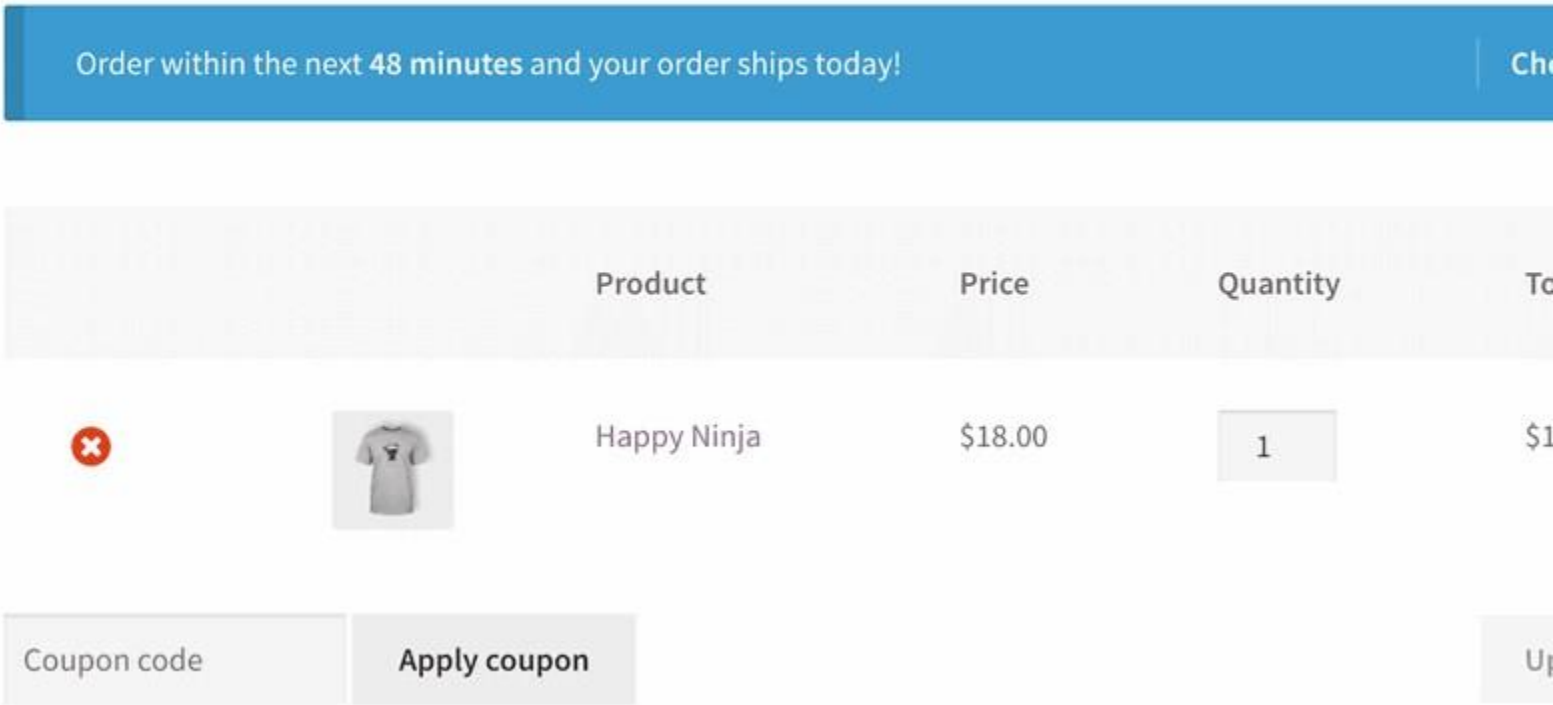 Order within the next 48 minutes and your order ships today!
Product Price Quantity
Happy Ninja $18.00 1
Coupon code Apply coupon